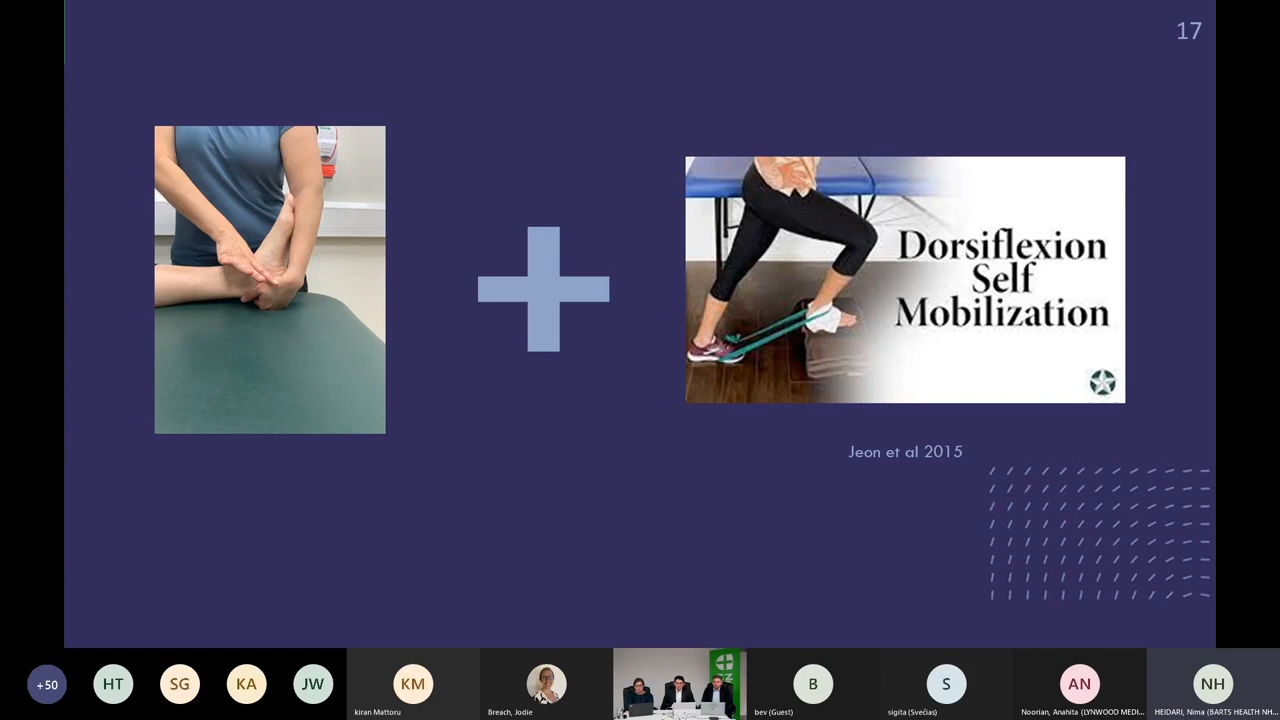 17
Dorsiflexion
Self
Mobilization
Jeon et al 2015
+50
HT
SG
KA
JW
KM
B
S
AN
NH
kiran Mattoru
Breach, Jodie
bev (Guest)
sigita (Svečias)
Noorian, Anahita (LYNWOOD MEDI...
HEIDARI, Nima (BARTS HEALTH NH...